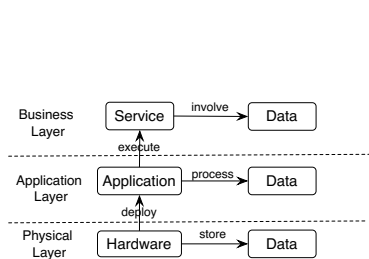 Business
Layer
Service
involve
Data
execute
Application
Layer
Application
process
Data
deploy
Physical
Layer
Hardware
store
Data